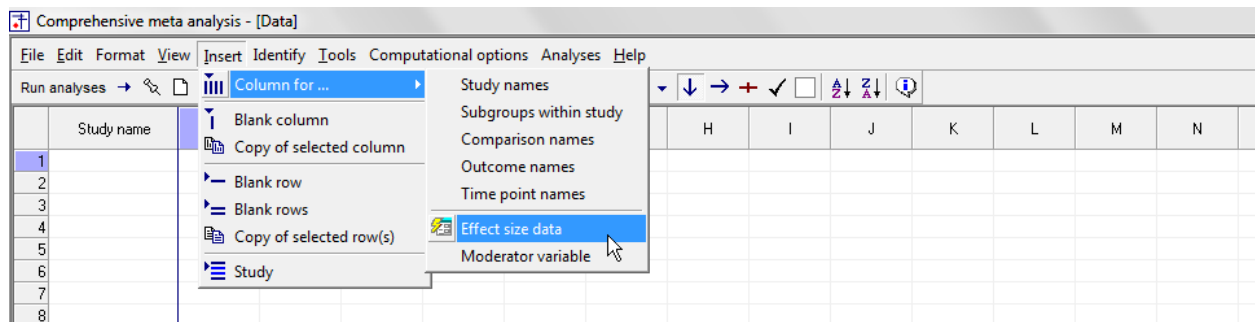 Comprehensive meta analysis - [Data]
File Edit Format View Insert Identify Tools Computational options Analyses Help
Run analyses
Column for ...
Blank column
Copy of selected column
Blank row
Blank rows
Copy of selected row(s)
Study
Study names
Subgroups within study
Comparison names
Outcome names
Time point names
Effect size data
Moderator variable
Study name H I J K L M N
1
2
3
4
5
6
7
8